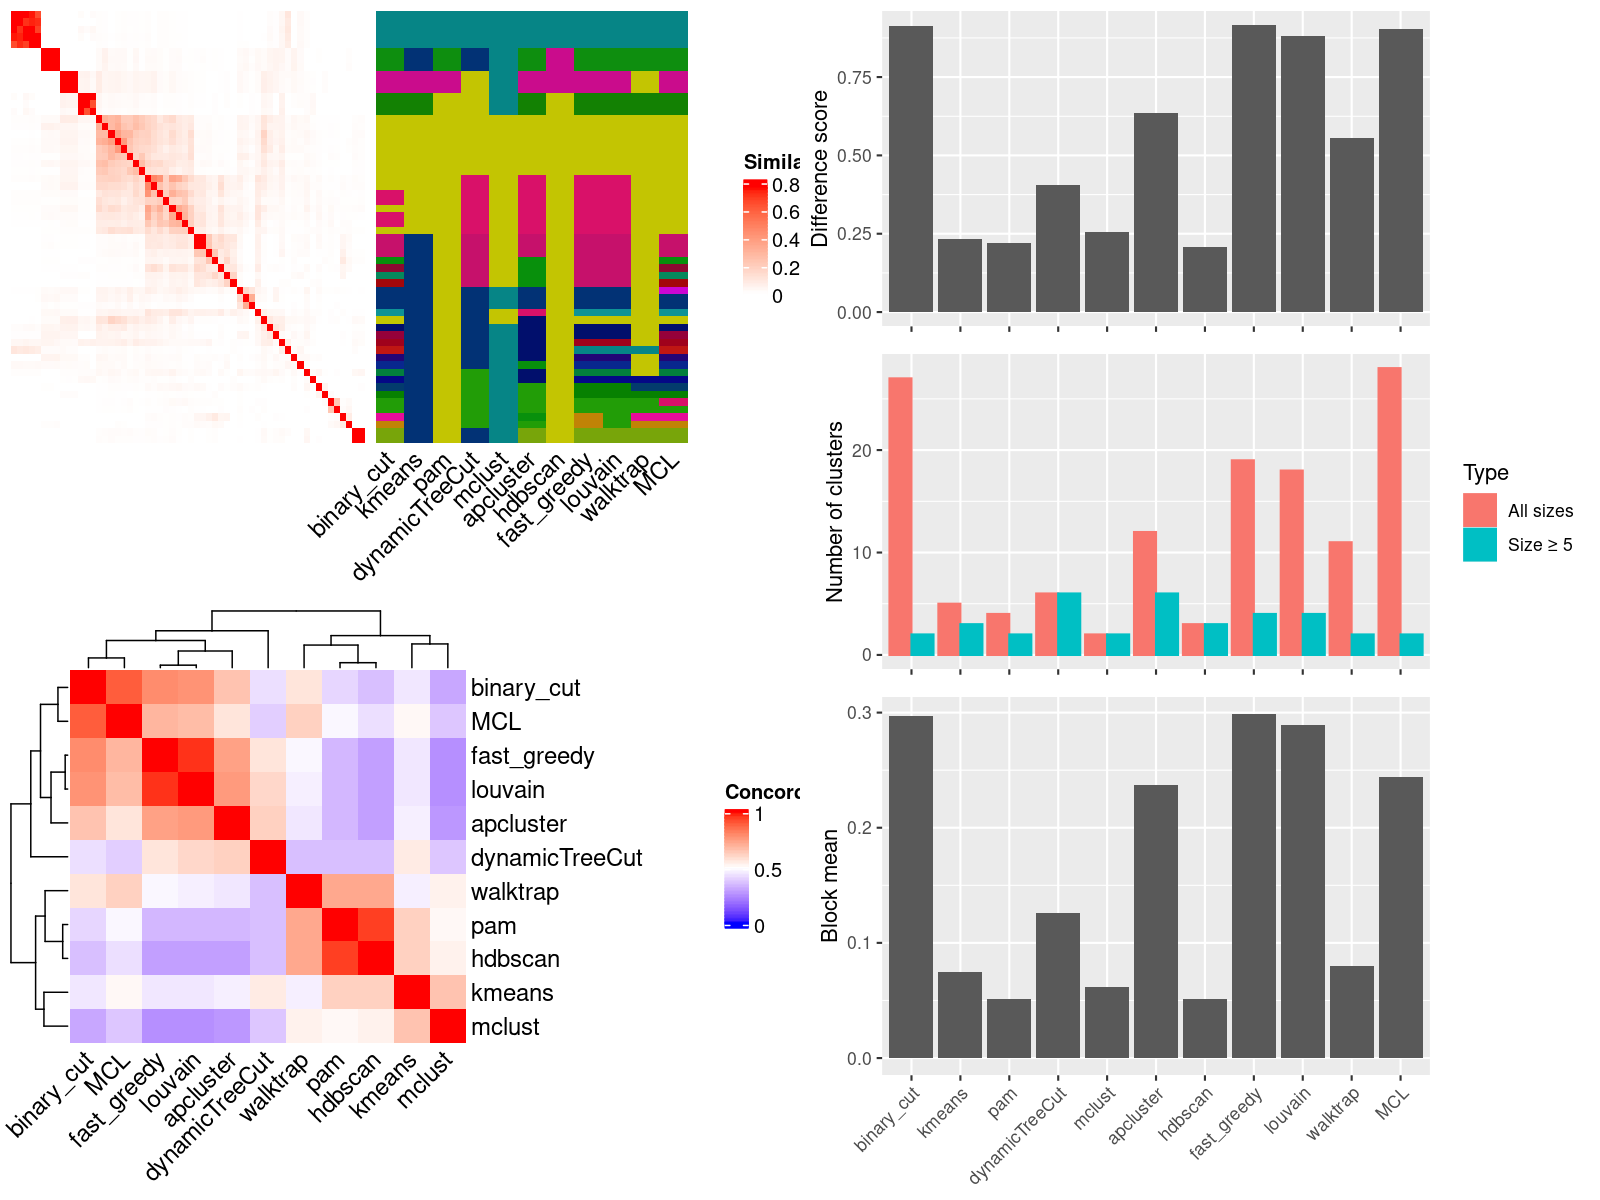 Simila
0.8
0.6
0.4
0.2
0
binary_cut
kmeans
pam
dynamicTreeCut
mclust
apcluster
hdbscan
fast_greedy
louvain
walktrap
MCL
binary_cut
MCL
fast_greedy
louvain
apcluster
dynamicTreeCut
walktrap
pam
hdbscan
kmeans
mclust
binary_cut
MCL
fast_greedy
louvain
apcluster
dynamicTreeCut
walktrap
pam
hdbscan
kmeans
mclust
Concord
1
0.5
0
Difference score
0.75
0.50
0.25
0.00
Number of clusters
20
10
0
Type
All sizes
Size ≥ 5
Block mean
0.3
0.2
0.1
0.0
binary_cut
kmeans
pam
dynamicTreeCut
mclust
apcluster
hdbscan
fast_greedy
louvain
walktrap
MCL